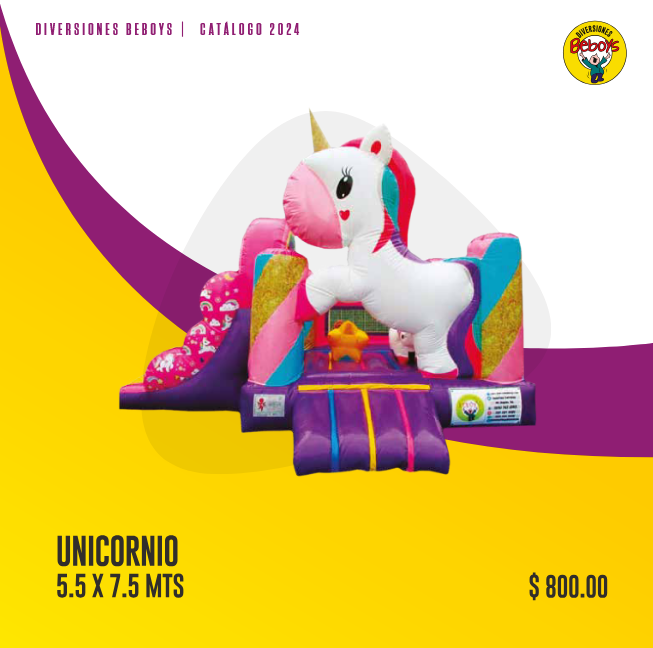 DIVERSIONES BEBOYS | CATÁLOGO 2024
DIVERSIONES
Beboys
UNICORNIO
5.5 X 7.5 MTS
$ 800.00